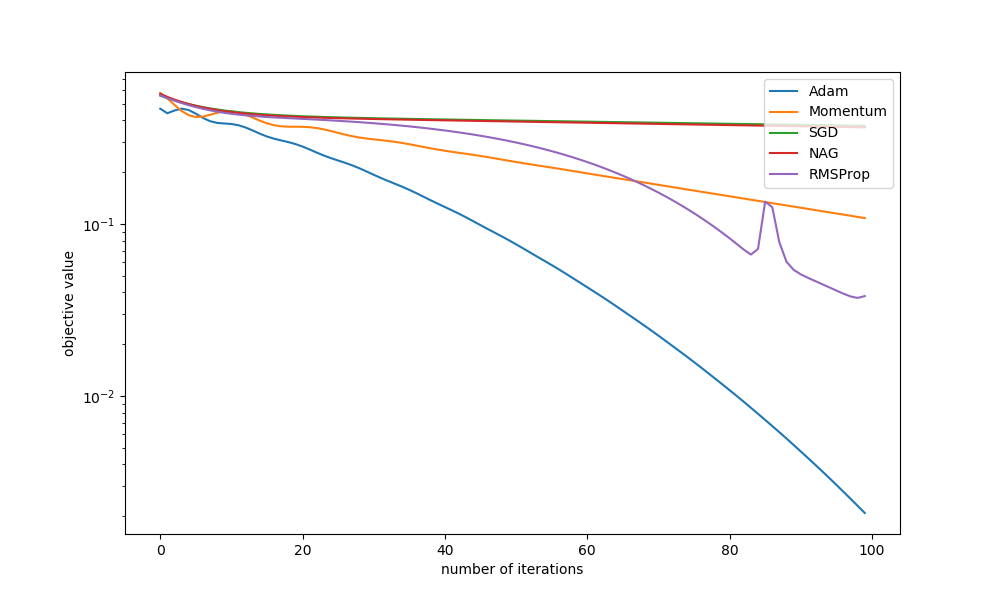 Adam
Momentum
SGD
NAG
RMSProp
10⁻¹
10⁻²
objective value
0 20 40 60 80 100
number of iterations